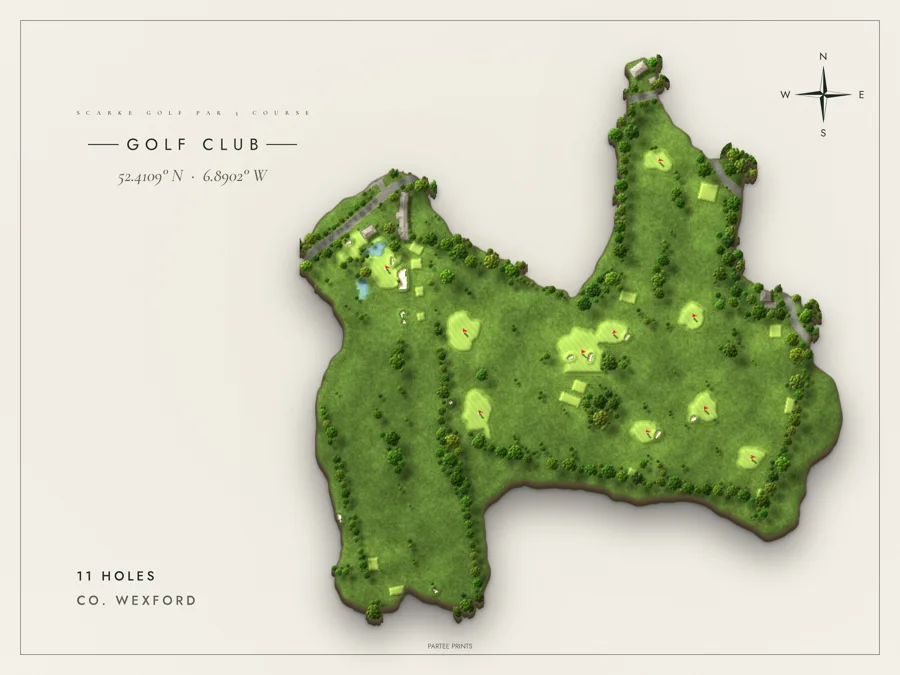 SCARKE GOLF PAR 3 COURSE
GOLF CLUB
52.4109° N · 6.8902° W
N
W E
S
11 HOLES
CO. WEXFORD
PARTEE PRINTS